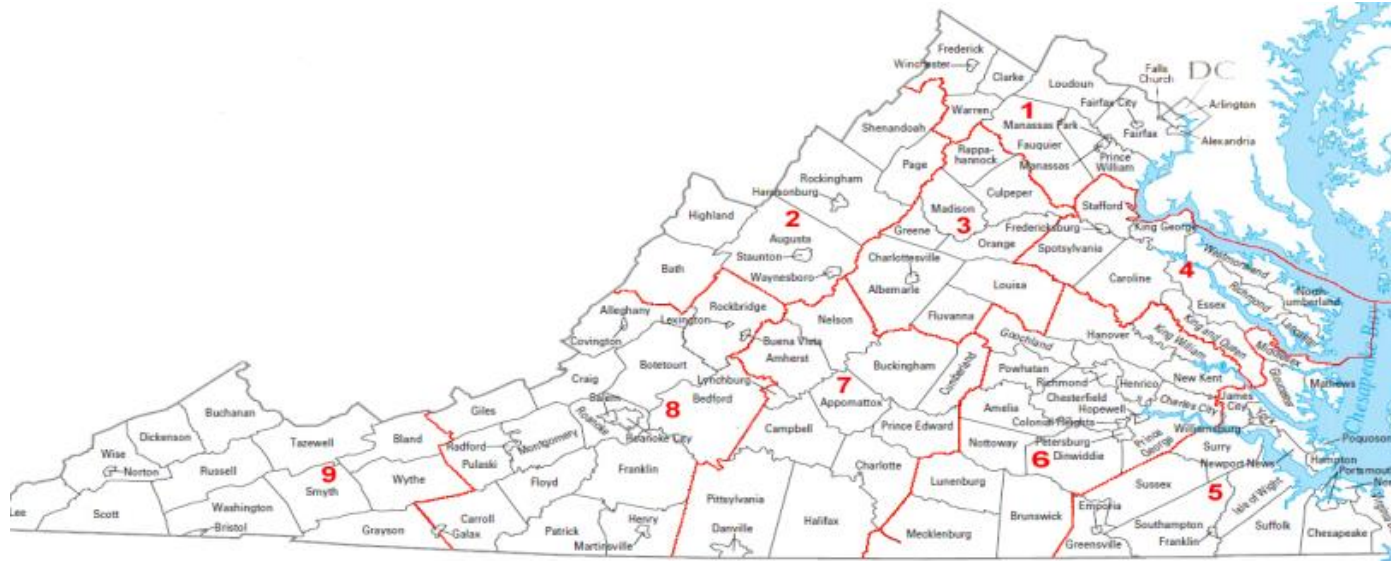 Frederick
Winchester
Clarke
Loudoun
Falls
Church
DC
Arlington
Fairfax City
Fairfax
Alexandria
Warren
1
Manassas Park
Fauquier
Manassas
Prince
William
Shenandoah
Page
Rappa-
hannock
Culpeper
Stafford
Rockingham
Harrisonburg
Madison
3
Fredericksburg
King George
Highland
2
Augusta
Staunton
Waynesboro
Greene
Orange
Spotsylvania
Charlottesville
Albemarle
Louisa
Caroline
4
Westmoreland
Richmond
North-
umberland
Essex
Lancaster
Bath
Rockbridge
Alleghany
Lexington
Covington
Nelson
Fluvanna
Goochland
Hanover
King William
King and Queen
Middlesex
Gloucester
Mathews
Chesapeake Bay
Botetourt
Buena Vista
Amherst
Buckingham
Cumberland
Powhatan
Richmond
Henrico
New Kent
Craig
Lynchburg
Bedford
7
Appomattox
Amelia
Chesterfield
Hopewell
Colonial Heights
Charles City
James
City
York
Salem
Roanoke
Roanoke City
8
Campbell
Prince Edward
Nottoway
Petersburg
Dinwiddie
6
Prince
George
Williamsburg
Surry
Poquoson
Hampton
Newport News
Portsmouth
Giles
Radford
Montgomery
Pulaski
Floyd
Franklin
Buchanan
Dickenson
Wise
Norton
Tazewell
Bland
Russell
9
Smyth
Wythe
Lee
Scott
Washington
Bristol
Grayson
Carroll
Galax
Patrick
Henry
Martinsville
Pittsylvania
Danville
Halifax
Charlotte
Lunenburg
Mecklenburg
Brunswick
Sussex
5
Isle of Wight
Emporia
Greensville
Southampton
Franklin
Suffolk
Chesapeake